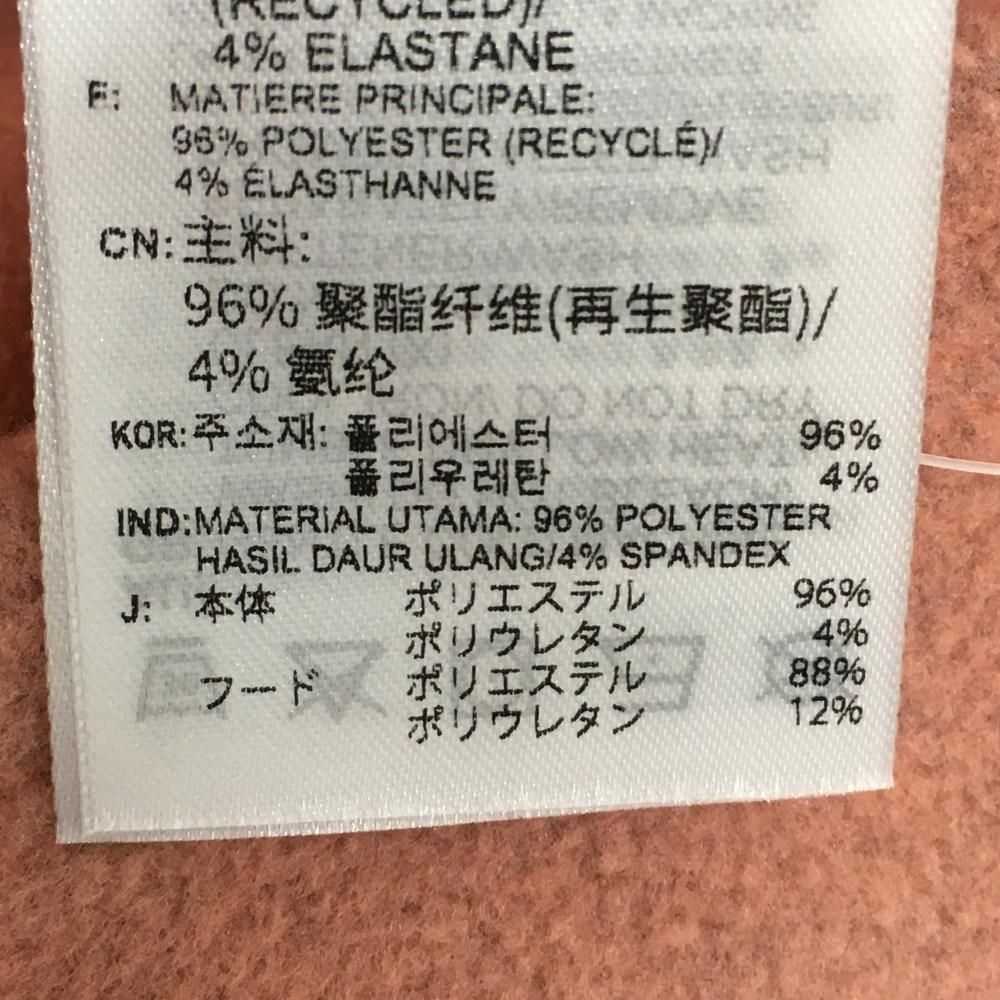 (RECYCLED)/
4% ELASTANE
F: MATIERE PRINCIPALE:
96% POLYESTER (RECYCLÉ)/
4% ÉLASTHANNE
CN: 主料:
96% 聚酯纤维(再生聚酯)/
4% 氨纶
KOR: 주소재: 폴리에스터 96%
폴리우레탄 4%
IND: MATERIAL UTAMA: 96% POLYESTER
HASIL DAUR ULANG/4% SPANDEX
J: 本体 ポリエステル 96%
ポリウレタン 4%
フード ポリエステル 88%
ポリウレタン 12%